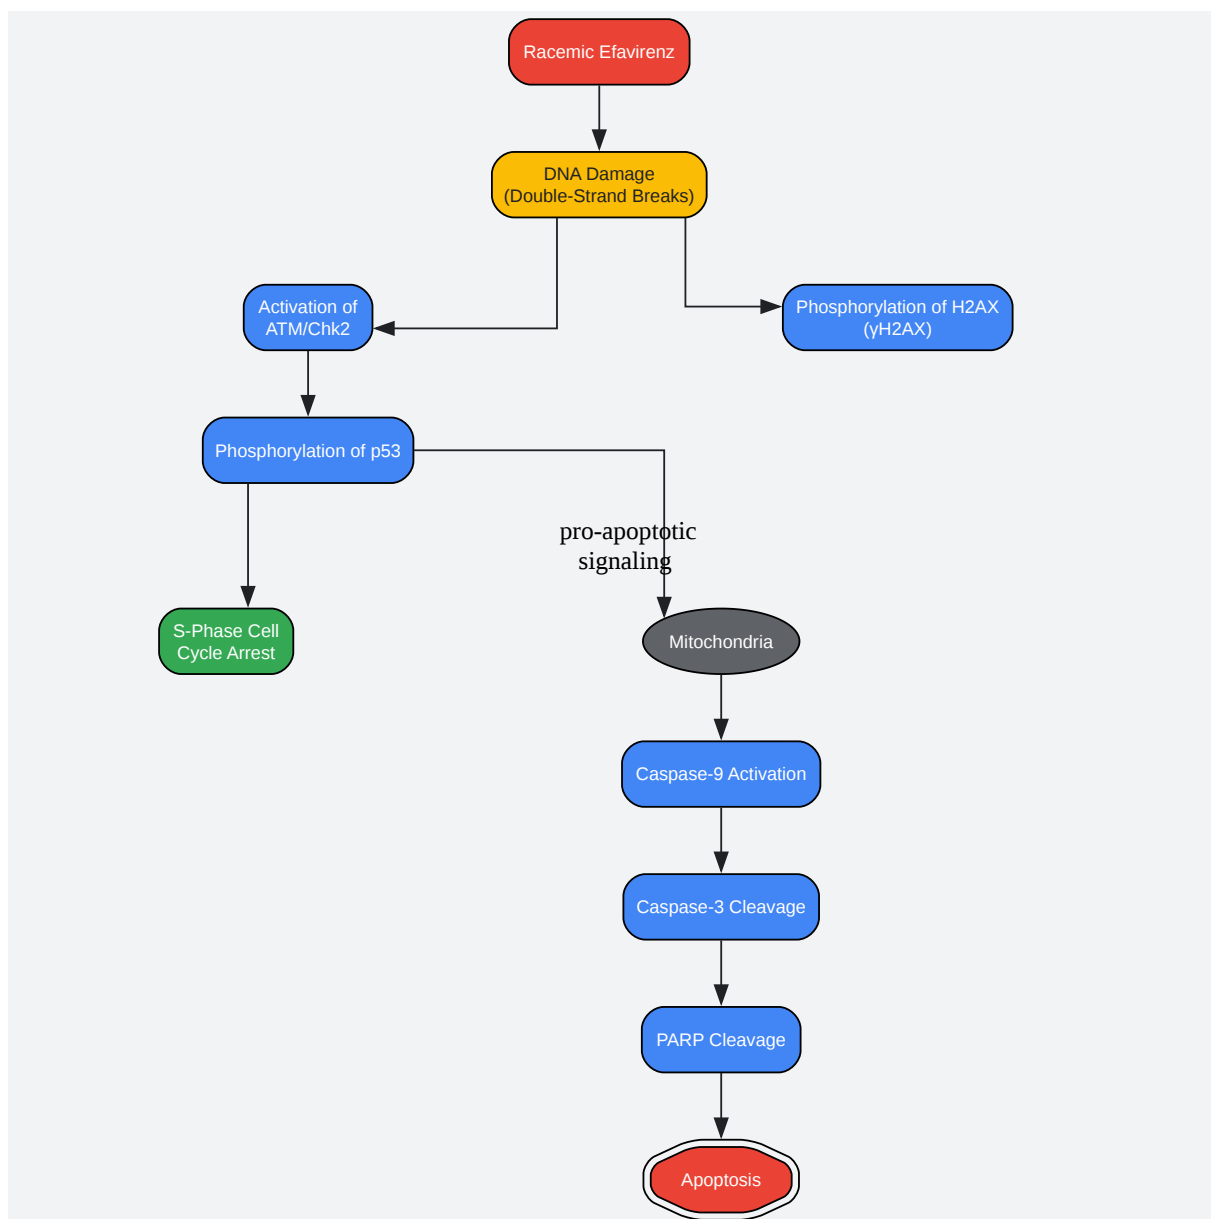 Racemic Efavirenz
DNA Damage
(Double-Strand Breaks)
Activation of
ATM/Chk2
Phosphorylation of H2AX
(γH2AX)
Phosphorylation of p53
pro-apoptotic
signaling
S-Phase Cell
Cycle Arrest
Mitochondria
Caspase-9 Activation
Caspase-3 Cleavage
PARP Cleavage
Apoptosis